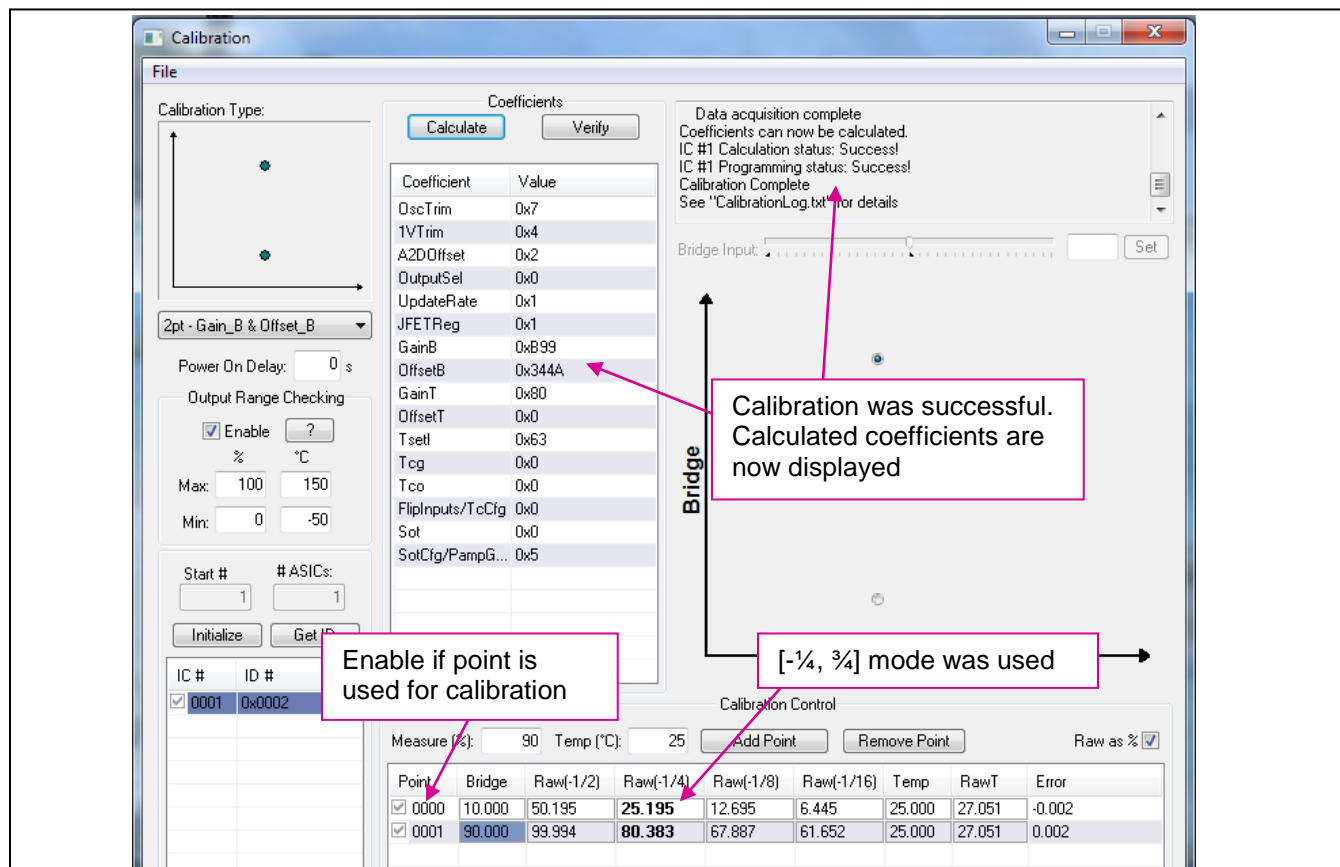 Calibration
File
Calibration Type:
2pt - Gain_B & Offset_B
Power On Delay: 0 s
Output Range Checking
Enable ?
% °C
Max: 100 150
Min: 0 -50
Start # # ASICs:
1 1
Initialize Get
IC # ID #
0001 0x0002
Coefficients
Calculate Verify
Coefficient Value
OscTrim 0x7
1VTrim 0x4
A2DOffset 0x2
OutputSel 0x0
UpdateRate 0x1
JFETReg 0x1
GainB 0xB99
OffsetB 0x344A
GainT 0x80
OffsetT 0x0
Tsetl 0x63
Tcg 0x0
Tco 0x0
FlipInputs/TcCfg 0x0
Sot 0x0
SotCfg/PampG... 0x5
Data acquisition complete
Coefficients can now be calculated.
IC #1 Calculation status: Success!
IC #1 Programming status: Success!
Calibration Complete
See "CalibrationLog.txt" for details
Bridge Input: Set
Bridge
Calibration was successful.
Calculated coefficients are
now displayed
Enable if point is
used for calibration
[-¼, ¾] mode was used
Calibration Control
Measure (%): 90 Temp (°C): 25 Add Point Remove Point Raw as %
Point Bridge Raw(-1/2) Raw(-1/4) Raw(-1/8) Raw(-1/16) Temp RawT Error
0000 10.000 50.195 25.195 12.695 6.445 25.000 27.051 -0.002
0001 90.000 99.994 80.383 67.887 61.652 25.000 27.051 0.002